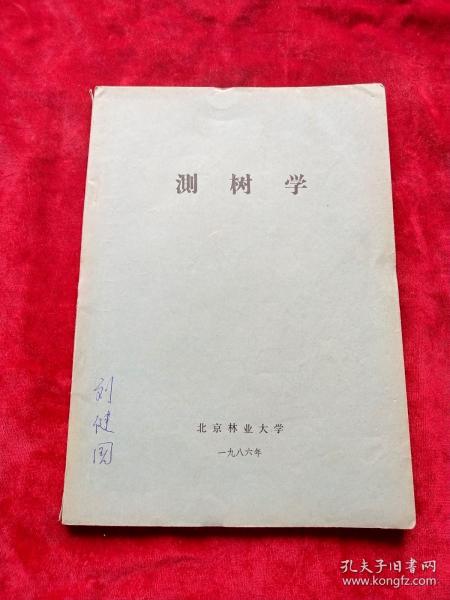 测树学
刘健国
北京林业大学
一九八六年
孔夫子旧书网
www.kongfz.com